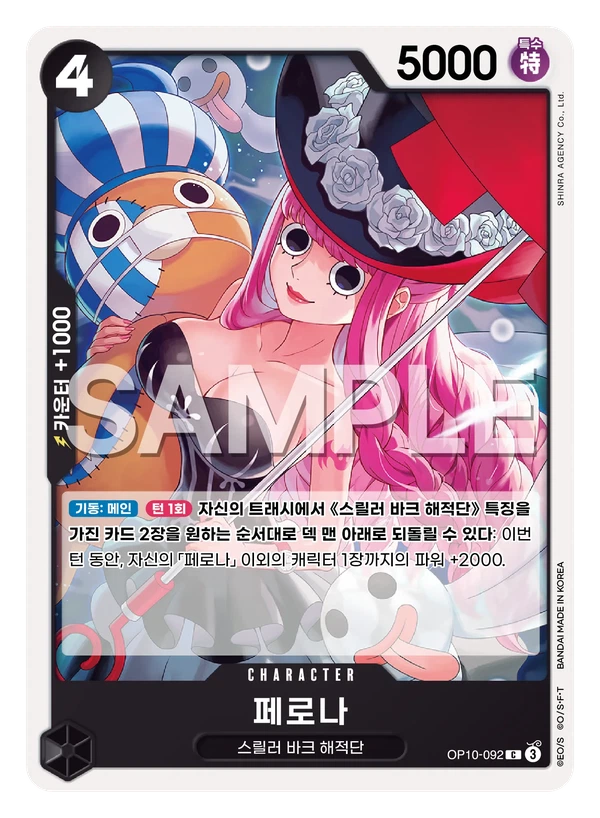 4
5000
특수
特
SHINRA AGENCY Co., Ltd.
⚡카운터 +1000
SAMPLE
기동: 메인 턴 1회 자신의 트래시에서 《스릴러 바크 해적단》 특징을
가진 카드 2장을 원하는 순서대로 덱 맨 아래로 되돌릴 수 있다: 이번
턴 동안, 자신의 「페로나」 이외의 캐릭터 1장까지의 파워 +2000.
CHARACTER
페로나
스릴러 바크 해적단
OP10-092 C 3
©EO/S ©O/S·F·T BANDAI MADE IN KOREA